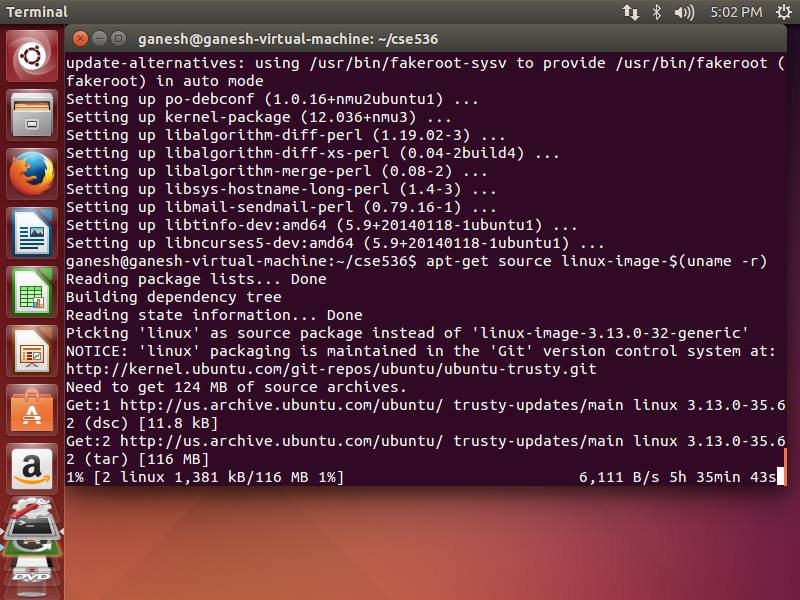 Terminal
5:02 PM
ganesh@ganesh-virtual-machine: ~/cse536
update-alternatives: using /usr/bin/fakeroot-sysv to provide /usr/bin/fakeroot (
fakeroot) in auto mode
Setting up po-debconf (1.0.16+nmu2ubuntu1) ...
Setting up kernel-package (12.036+nmu3) ...
Setting up libalgorithm-diff-perl (1.19.02-3) ...
Setting up libalgorithm-diff-xs-perl (0.04-2build4) ...
Setting up libalgorithm-merge-perl (0.08-2) ...
Setting up libsys-hostname-long-perl (1.4-3) ...
Setting up libmail-sendmail-perl (0.79.16-1) ...
Setting up libtinfo-dev:amd64 (5.9+20140118-1ubuntu1) ...
Setting up libncurses5-dev:amd64 (5.9+20140118-1ubuntu1) ...
ganesh@ganesh-virtual-machine:~/cse536$ apt-get source linux-image-$(uname -r)
Reading package lists... Done
Building dependency tree
Reading state information... Done
Picking 'linux' as source package instead of 'linux-image-3.13.0-32-generic'
NOTICE: 'linux' packaging is maintained in the 'Git' version control system at:
http://kernel.ubuntu.com/git-repos/ubuntu/ubuntu-trusty.git
Need to get 124 MB of source archives.
Get:1 http://us.archive.ubuntu.com/ubuntu/ trusty-updates/main linux 3.13.0-35.6
2 (dsc) [11.8 kB]
Get:2 http://us.archive.ubuntu.com/ubuntu/ trusty-updates/main linux 3.13.0-35.6
2 (tar) [116 MB]
1% [2 linux 1,381 kB/116 MB 1%] 6,111 B/s 5h 35min 43s
A
a
>_
DVD